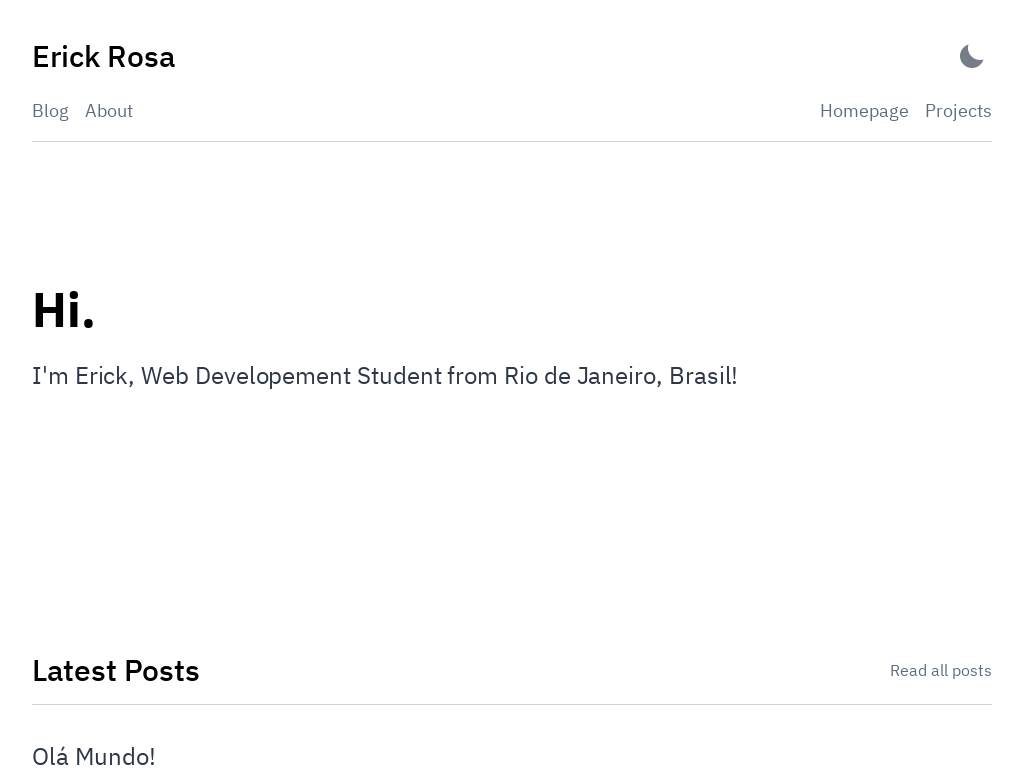 Erick Rosa
Blog About Homepage Projects
Hi.
I'm Erick, Web Developement Student from Rio de Janeiro, Brasil!
Latest Posts Read all posts
Olá Mundo!